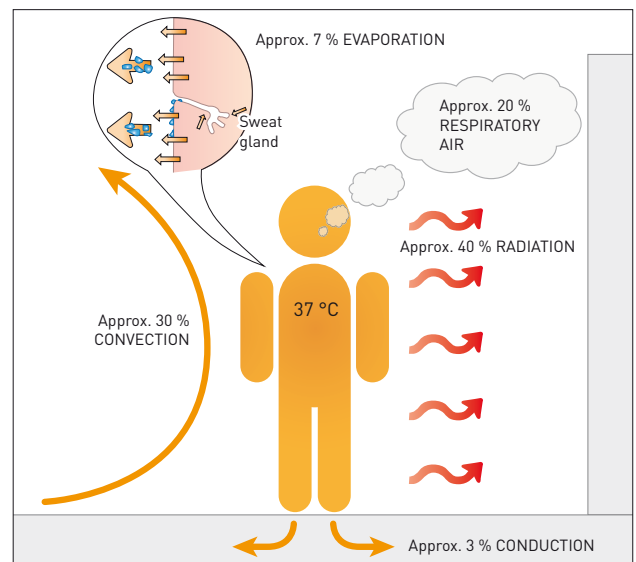 Approx. 7 % EVAPORATION
Sweat
gland
Approx. 20 %
RESPIRATORY
AIR
Approx. 40 % RADIATION
37 °C
Approx. 30 %
CONVECTION
Approx. 3 % CONDUCTION